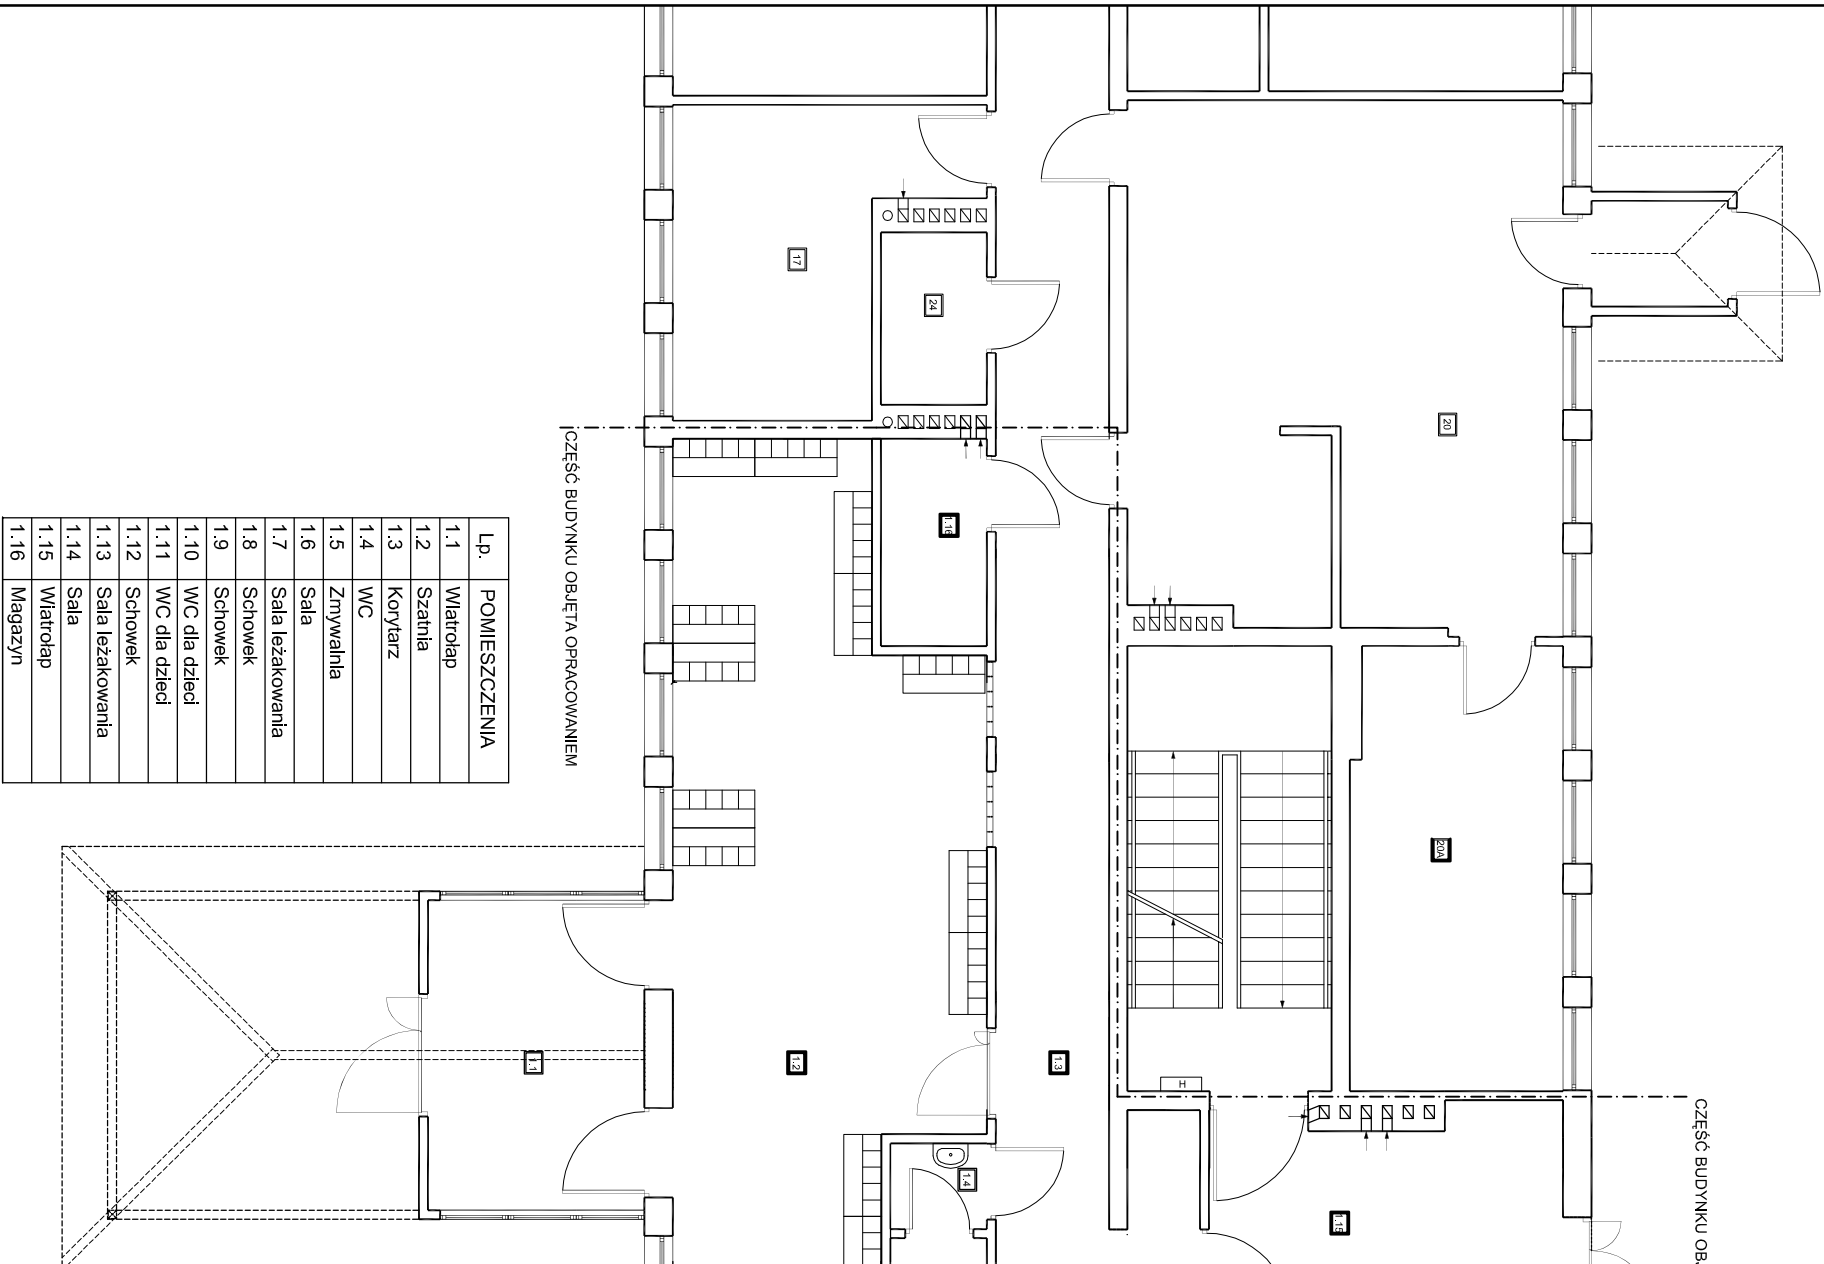 Lp. POMIESZCZENIA
1.1 Wiatrołap
1.2 Szatnia
1.3 Korytarz
1.4 WC
1.5 Zmywalnia
1.6 Sala
1.7 Sala leżakowania
1.8 Schowek
1.9 Schowek
1.10 WC dla dzieci
1.11 WC dla dzieci
1.12 Schowek
1.13 Sala leżakowania
1.14 Sala
1.15 Wiatrołap
1.16 Magazyn
CZĘŚĆ BUDYNKU OBJĘTA OPRACOWANIEM
CZĘŚĆ BUDYNKU OB
17
24
20
1.16
20A
1.1
1.2
1.3
H
1.4
1.15